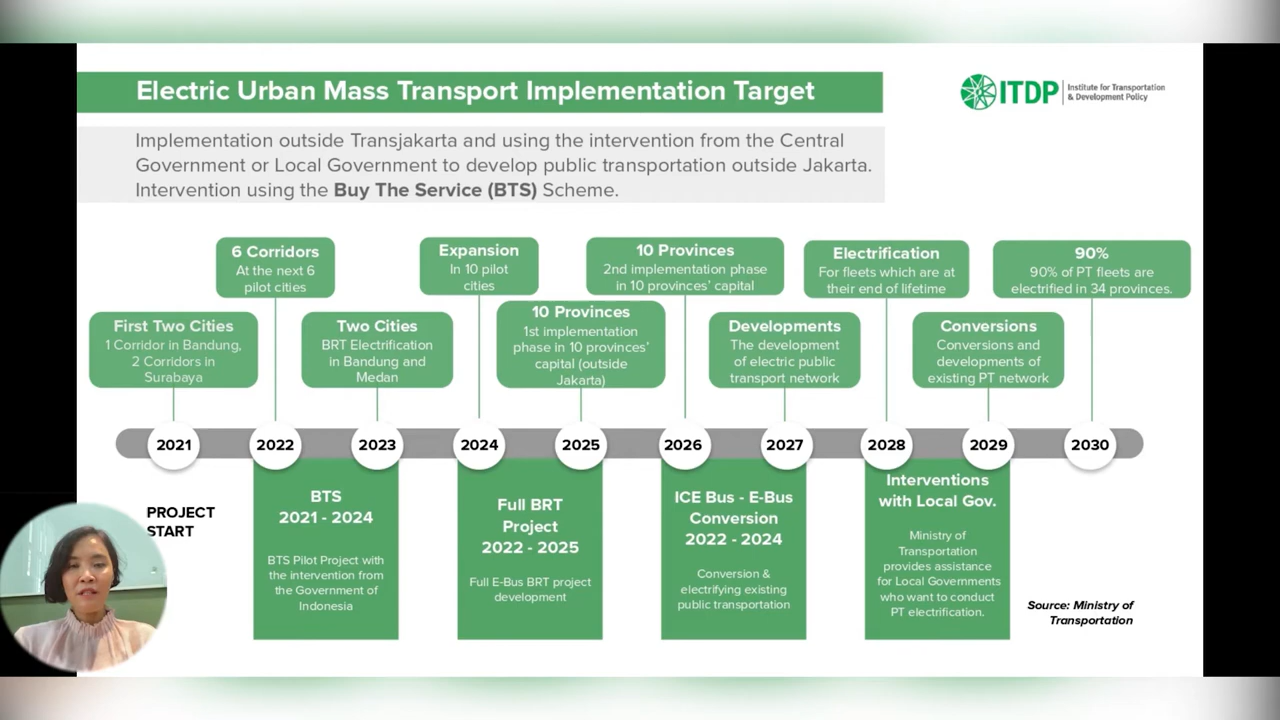 Electric Urban Mass Transport Implementation Target
ITDP
Institute for Transportation
& Development Policy
Implementation outside Transjakarta and using the intervention from the Central
Government or Local Government to develop public transportation outside Jakarta.
Intervention using the Buy The Service (BTS) Scheme.
6 Corridors
At the next 6
pilot cities
Expansion
In 10 pilot
cities
10 Provinces
2nd implementation phase
in 10 provinces' capital
Electrification
For fleets which are at
their end of lifetime
90%
90% of PT fleets are
electrified in 34 provinces.
First Two Cities
1 Corridor in Bandung,
2 Corridors in
Surabaya
Two Cities
BRT Electrification
in Bandung and
Medan
10 Provinces
1st implementation
phase in 10 provinces'
capital (outside
Jakarta)
Developments
The development
of electric public
transport network
Conversions
Conversions and
developments of
existing PT network
2021
2022
2023
2024
2025
2026
2027
2028
2029
2030
PROJECT
START
BTS
2021 - 2024
BTS Pilot Project with
the intervention from
the Government of
Indonesia
Full BRT
Project
2022 - 2025
Full E-Bus BRT project
development
ICE Bus - E-Bus
Conversion
2022 - 2024
Conversion &
electrifying existing
public transportation
Interventions
with Local Gov.
Ministry of
Transportation
provides assistance
for Local Governments
who want to conduct
PT electrification.
Source: Ministry of
Transportation